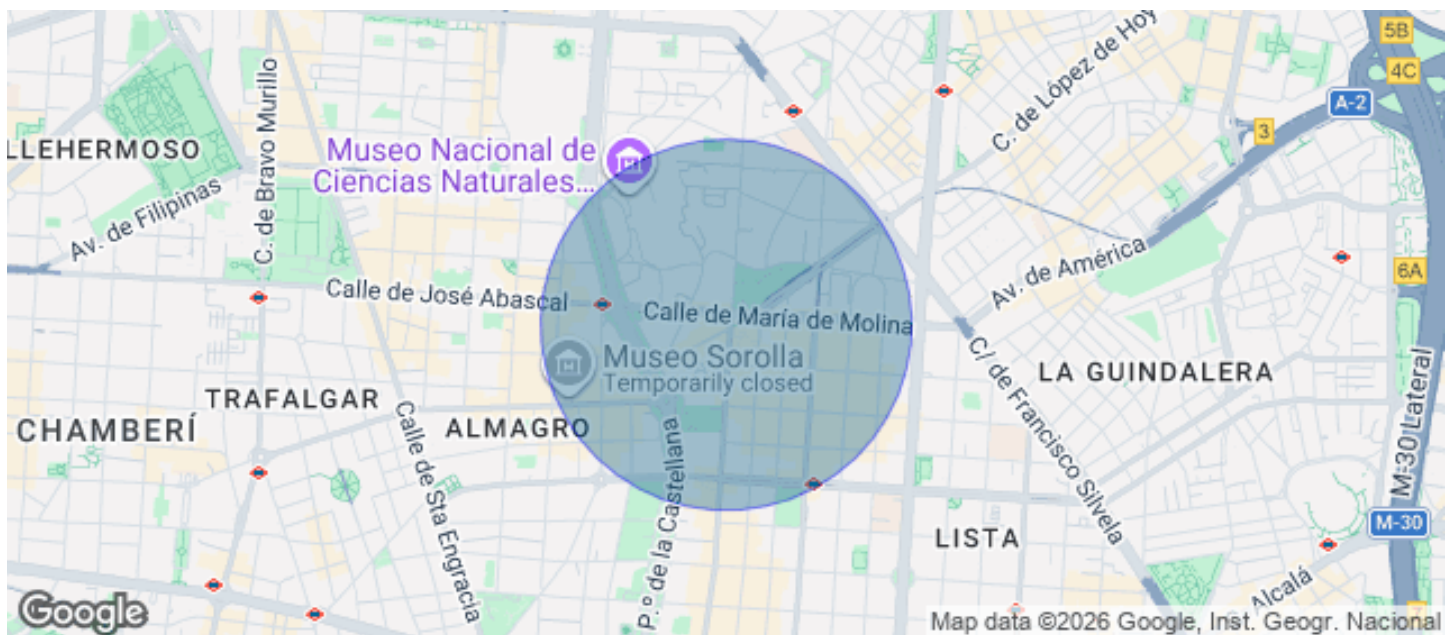 5B
4C
A-2
3
C. de López de Hoy
LLEHERMOSO
C. de Bravo Murillo
Museo Nacional de
Ciencias Naturales...
Av. de Filipinas
Av. de América
6A
Calle de José Abascal
Calle de María de Molina
Museo Sorolla
Temporarily closed
C/ de Francisco Silvela
LA GUINDALERA
M-30 Lateral
TRAFALGAR
CHAMBERÍ
ALMAGRO
Calle de Sta Engracia
P.º de la Castellana
LISTA
M-30
Alcalá
Google
Map data ©2026 Google, Inst. Geogr. Nacional